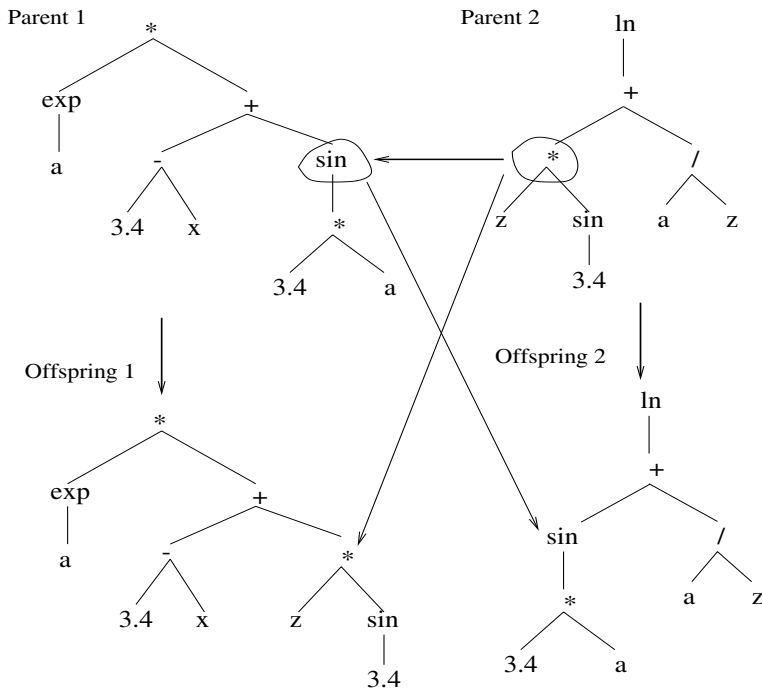 Parent 1
*
exp
+
a
-
sin
3.4
x
*
3.4
a
Parent 2
ln
+
*
/
z
sin
a
z
3.4
Offspring 1
*
exp
+
a
-
*
3.4
x
z
sin
3.4
Offspring 2
ln
+
sin
/
*
a
z
3.4
a